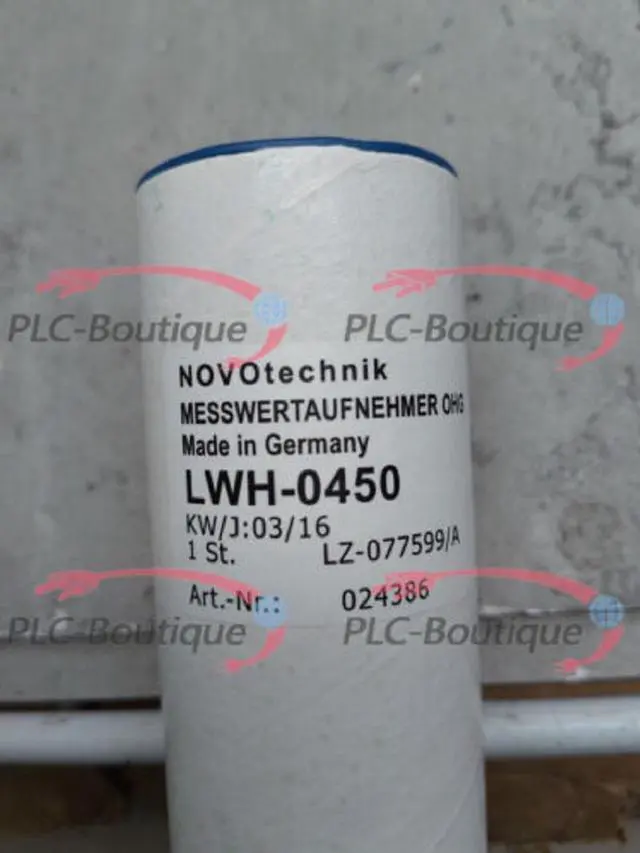 PLC-Boutique PLC-Boutique
NOVOtechnik
MESSWERTAUFNEHMER OHG
Made in Germany
LWH-0450
KW/J:03/16
1 St. LZ-077599/A
Art.-Nr.: 024386
PLC-Boutique PLC-Boutique